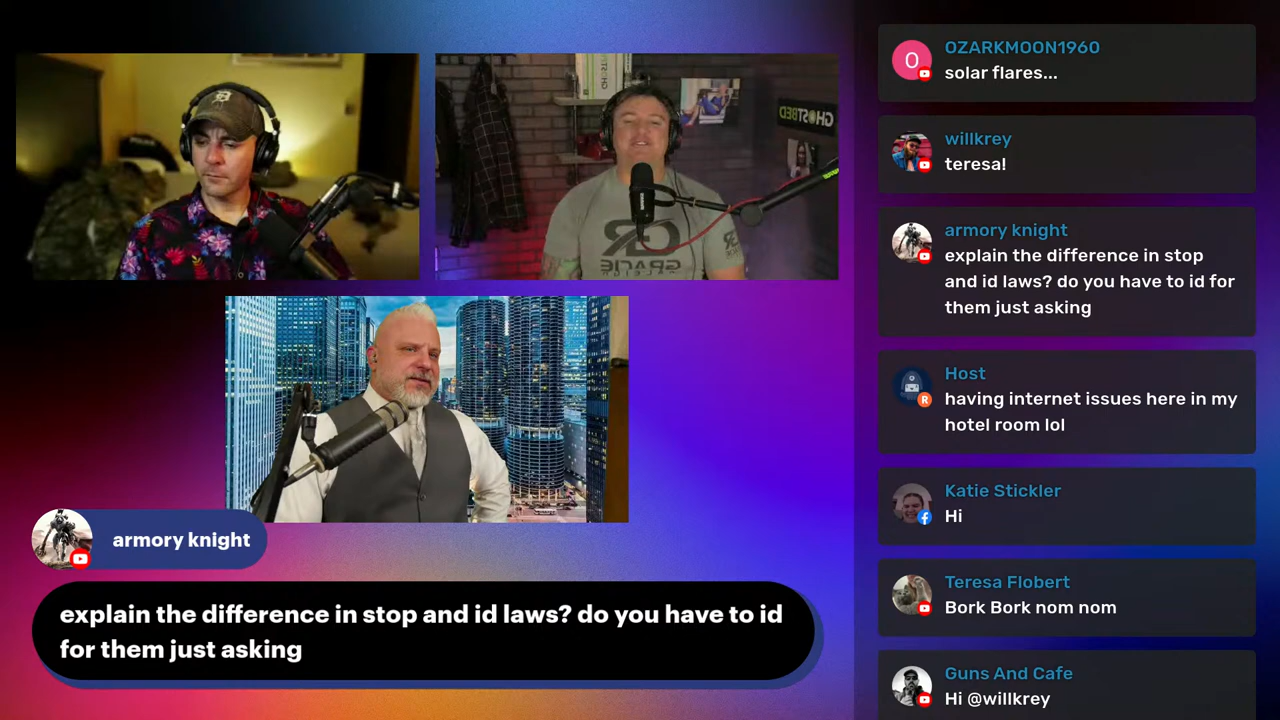 GHOSTBED
GRACIE
armory knight
explain the difference in stop and id laws? do you have to id
for them just asking
O
OZARKMOON1960
solar flares...
willkrey
teresa!
armory knight
explain the difference in stop
and id laws? do you have to id for
them just asking
Host
R
having internet issues here in my
hotel room lol
Katie Stickler
Hi
Teresa Flobert
Bork Bork nom nom
Guns And Cafe
Hi @willkrey